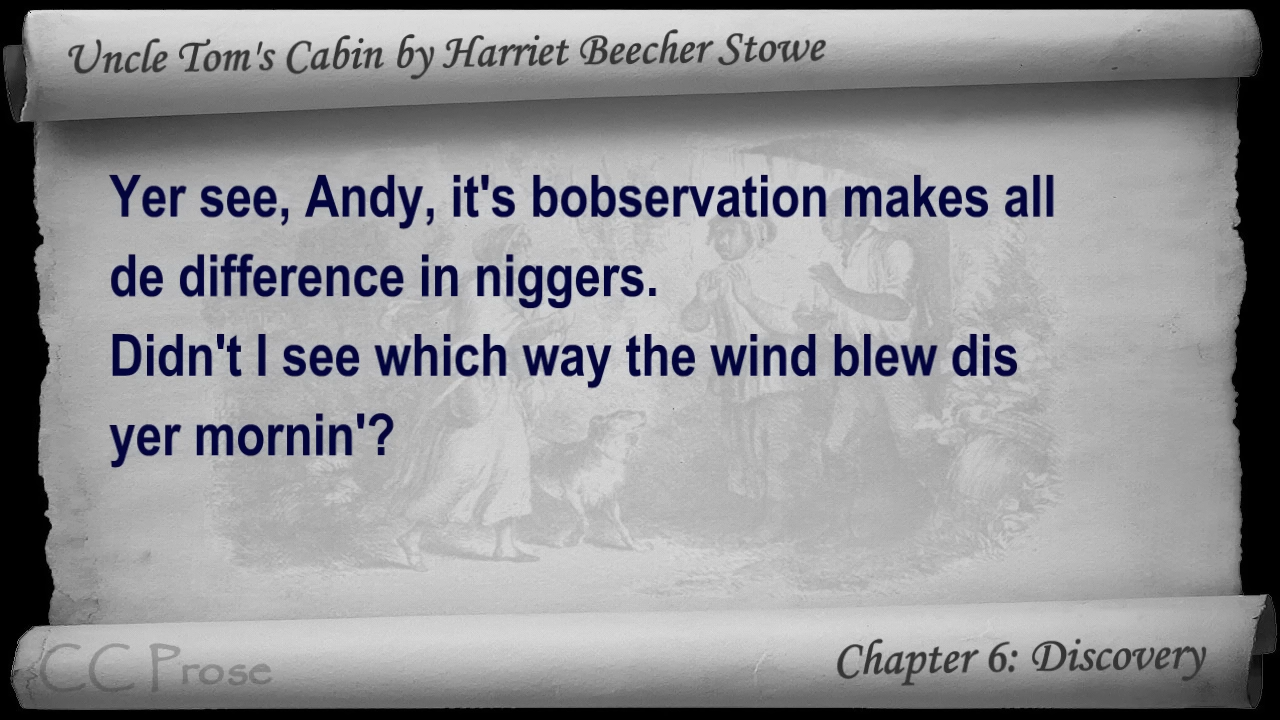 Uncle Tom's Cabin by Harriet Beecher Stowe
Yer see, Andy, it's bobservation makes all
de difference in niggers.
Didn't I see which way the wind blew dis
yer mornin'?
CC Prose
Chapter 6: Discovery